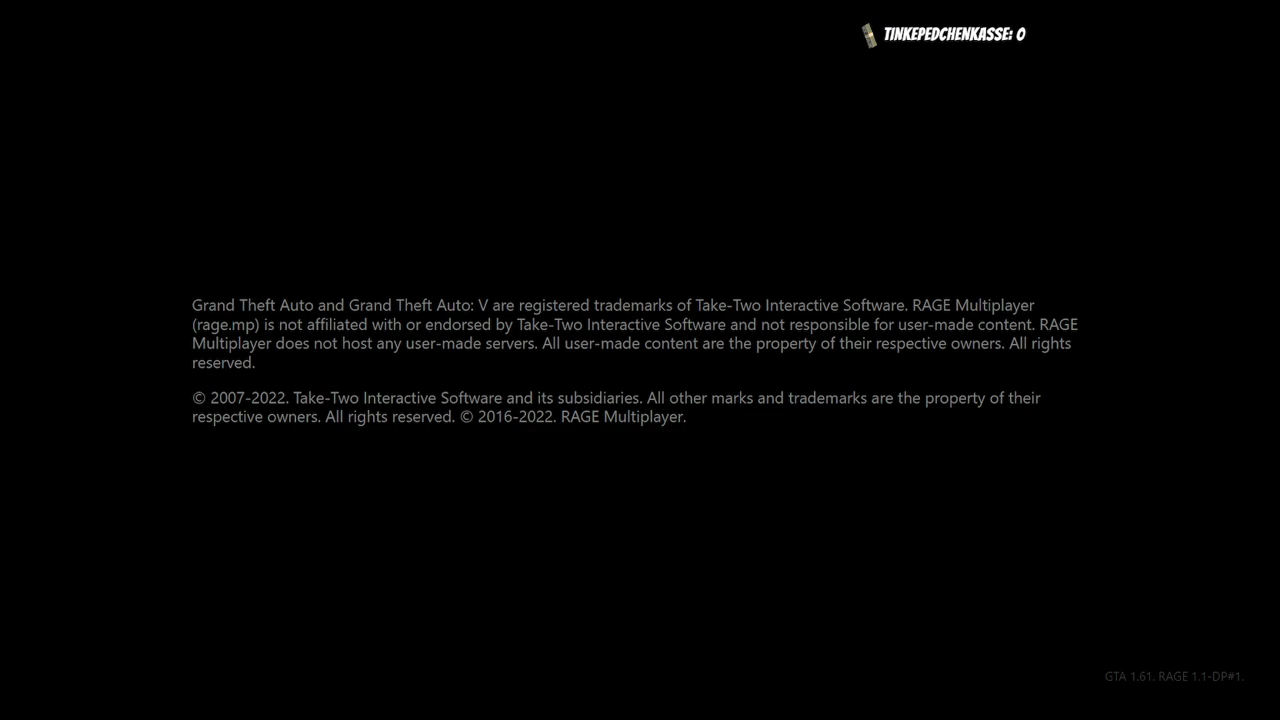 TINKEPEDCHENKASSE: 0
Grand Theft Auto and Grand Theft Auto: V are registered trademarks of Take-Two Interactive Software. RAGE Multiplayer
(rage.mp) is not affiliated with or endorsed by Take-Two Interactive Software and not responsible for user-made content. RAGE
Multiplayer does not host any user-made servers. All user-made content are the property of their respective owners. All rights
reserved.
© 2007-2022. Take-Two Interactive Software and its subsidiaries. All other marks and trademarks are the property of their
respective owners. All rights reserved. © 2016-2022. RAGE Multiplayer.
GTA 1.61. RAGE 1.1-DP#1.